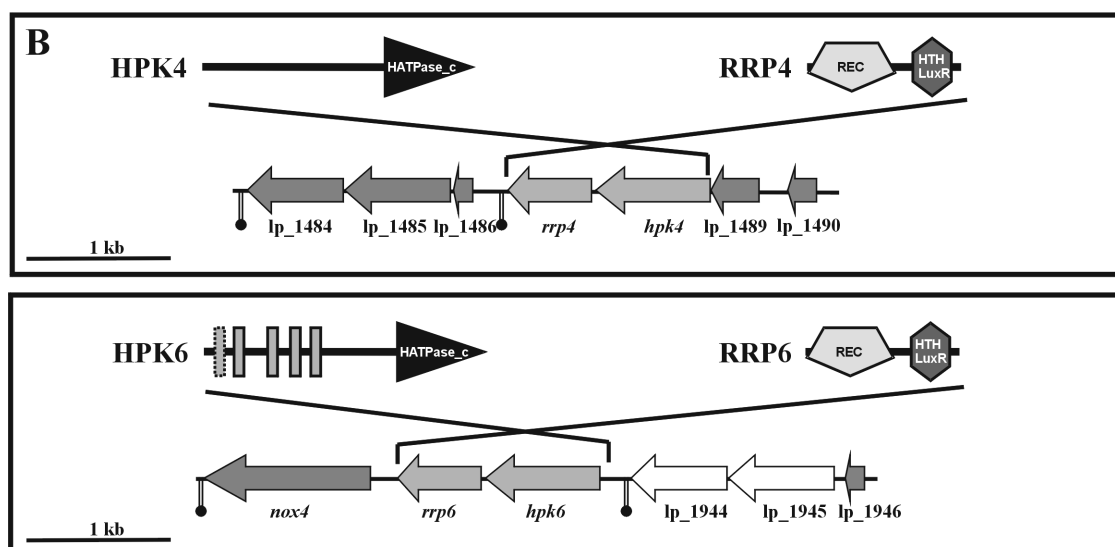 B
HPK4 HATPase_c RRP4 REC HTH LuxR
lp_1484 lp_1485 lp_1486 rrp4 hpk4 lp_1489 lp_1490
1 kb
HPK6 HATPase_c RRP6 REC HTH LuxR
nox4 rrp6 hpk6 lp_1944 lp_1945 lp_1946
1 kb